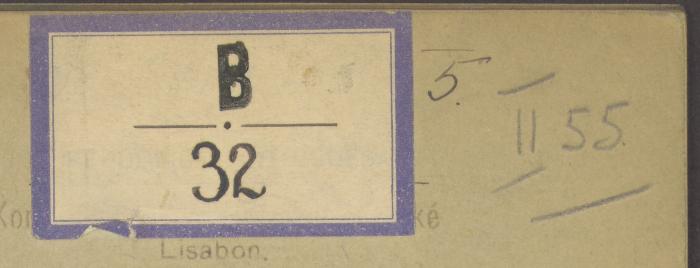 B
32
5.
II 55.
Lisabon.